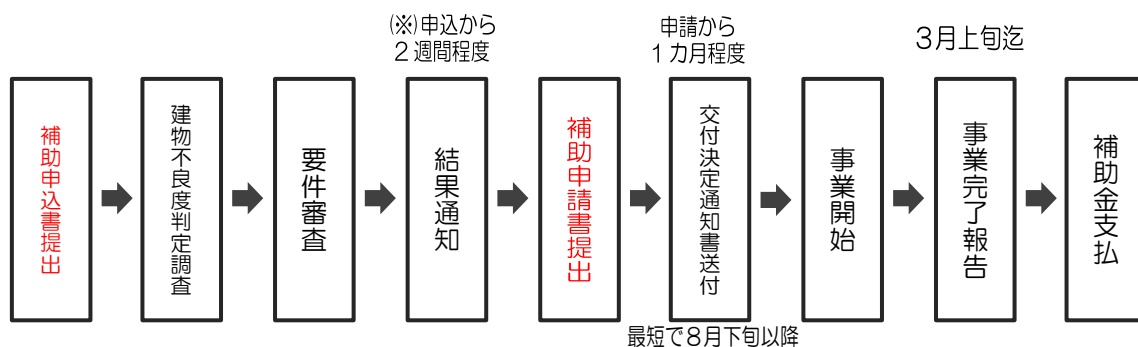 (※)申込から
２週間程度
申請から
１カ月程度
３月上旬迄
補助申込書提出
建物不良度判定調査
要件審査
結果通知
補助申請書提出
交付決定通知書送付
事業開始
事業完了報告
補助金支払
最短で８月下旬以降